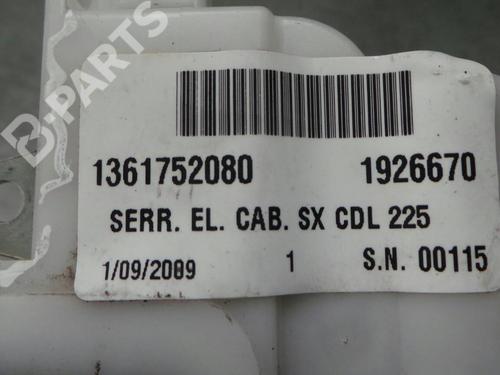 B-PARTS
1361752080 1926670
SERR. EL. CAB. SX CDL 225
1/09/2009 1 S.N. 00115